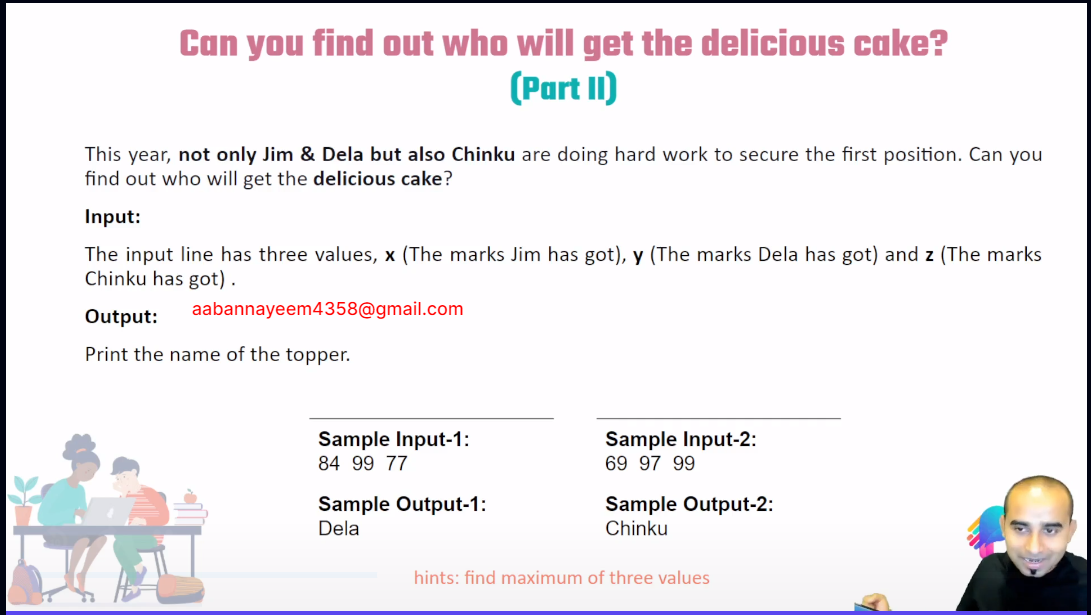 Can you find out who will get the delicious cake?
(Part II)
This year, not only Jim & Dela but also Chinku are doing hard work to secure the first position. Can you
find out who will get the delicious cake?
Input:
The input line has three values, x (The marks Jim has got), y (The marks Dela has got) and z (The marks
Chinku has got) .
aabannayeem4358@gmail.com
Output:
Print the name of the topper.
Sample Input-1:
84 99 77
Sample Output-1:
Dela
Sample Input-2:
69 97 99
Sample Output-2:
Chinku
hints: find maximum of three values